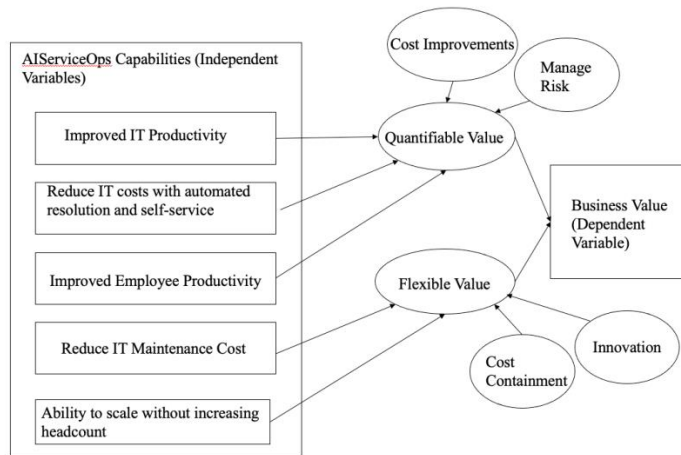 AIServiceOps Capabilities (Independent
Variables)
Improved IT Productivity
Reduce IT costs with automated
resolution and self-service
Improved Employee Productivity
Reduce IT Maintenance Cost
Ability to scale without increasing
headcount
Cost Improvements
Manage
Risk
Quantifiable Value
Flexible Value
Cost
Containment
Innovation
Business Value
(Dependent
Variable)